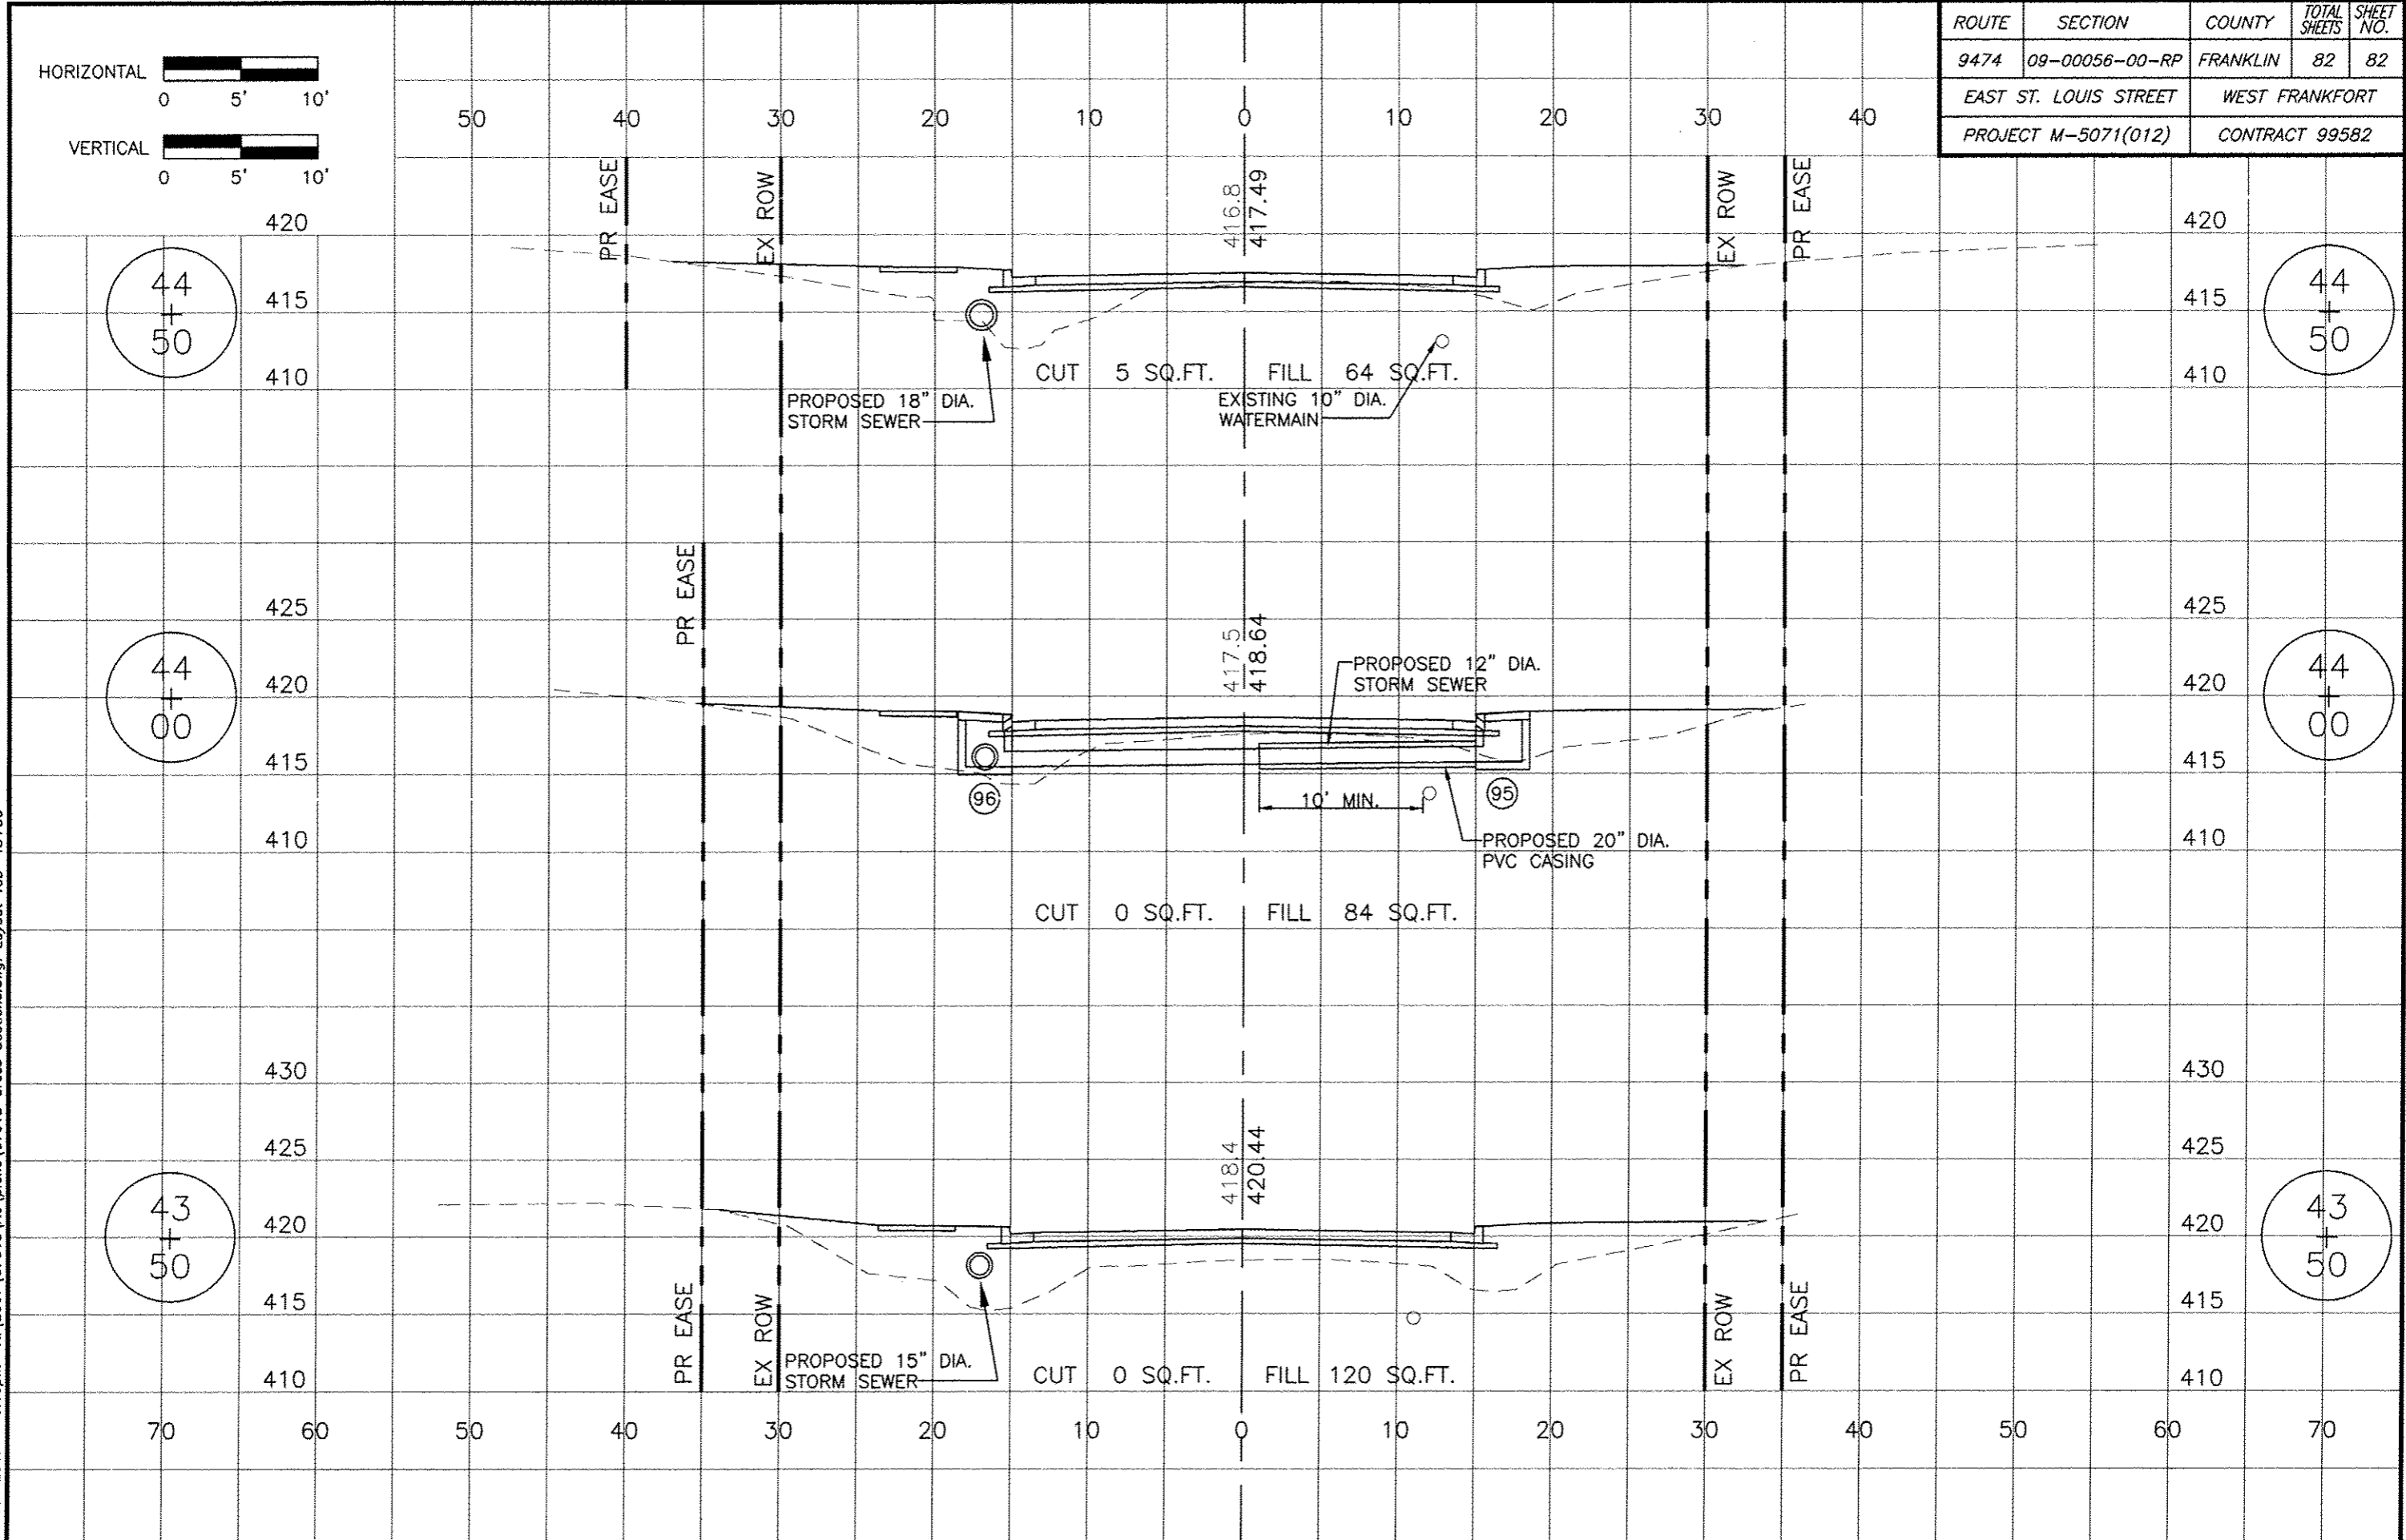 ROUTE SECTION COUNTY TOTAL SHEETS SHEET NO.
9474 09-00056-00-RP FRANKLIN 82 82
EAST ST. LOUIS STREET WEST FRANKFORT
PROJECT M-5071(012) CONTRACT 99582
HORIZONTAL
0 5' 10'
VERTICAL
0 5' 10'
50 40 30 20 10 0 10 20 30 40
PR EASE
EX ROW
416.8
417.49
EX ROW
PR EASE
420 420
44
50
415 415
44
50
410 410
CUT 5 SQ.FT. FILL 64 SQ.FT.
PROPOSED 18" DIA.
STORM SEWER
EXISTING 10" DIA.
WATERMAIN
PR EASE
425 425
417.5
418.64
PROPOSED 12" DIA.
STORM SEWER
44
00
420 420
44
00
415 415
96
10' MIN.
95
410 410
PROPOSED 20" DIA.
PVC CASING
CUT 0 SQ.FT. FILL 84 SQ.FT.
430 430
425 425
418.4
420.44
43
50
420 420
43
50
415 415
PR EASE
EX ROW
EX ROW
PR EASE
PROPOSED 15" DIA.
STORM SEWER
CUT 0 SQ.FT. FILL 120 SQ.FT.
410 410
70 60 50 40 30 20 10 0 10 20 30 40 50 60 70